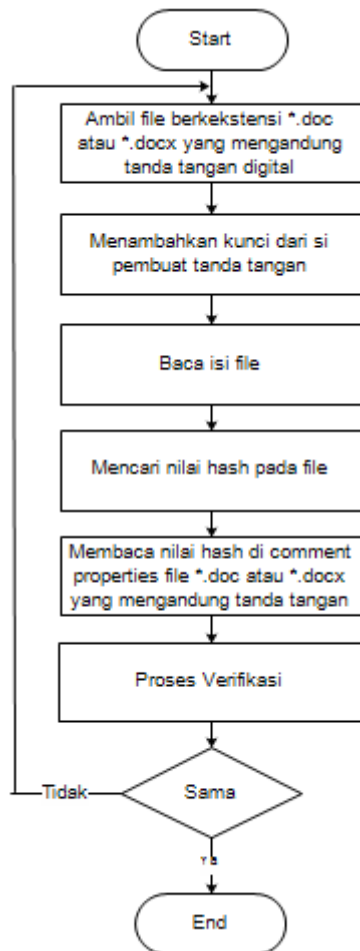 Start
Ambil file berkekstensi *.doc
atau *.docx yang mengandung
tanda tangan digital
Menambahkan kunci dari si
pembuat tanda tangan
Baca isi file
Mencari nilai hash pada file
Membaca nilai hash di comment
properties file *.doc atau *.docx
yang mengandung tanda tangan
Proses Verifikasi
Tidak
Sama
End